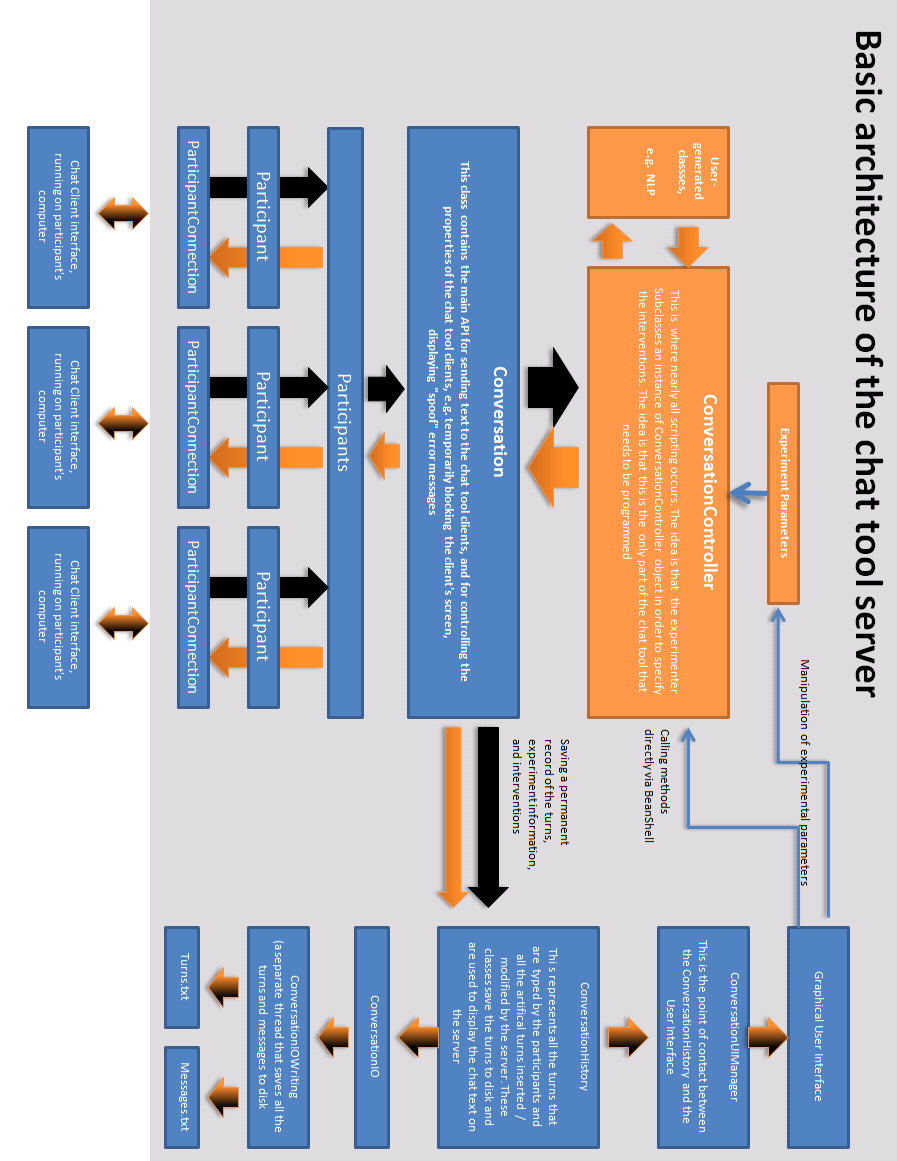 Basic architecture of the chat tool server
Experiment Parameters
Manipulation of experimental parameters
User-
generated
classses,
e.g. NLP
ConversationController
This is where nearly all scripting occurs. The idea is that the experimenter
Subclasses an instance of ConversationController object in order to specify
the interventions. The idea is that this is the only part of the chat tool that
needs to be programmed
Calling methods
directly via BeanShell
Conversation
This class contains the main API for sending text to the chat tool clients, and for controlling the
properties of the chat tool clients, e.g. temporarily blocking the client's screen,
displaying "spoof" error messages
Saving a permanent
record of the turns,
experiment information,
and interventions
Participants
Participant
Participant
Participant
ParticipantConnection
ParticipantConnection
ParticipantConnection
Chat Client interface,
running on participant's
computer
Chat Client interface,
running on participant's
computer
Chat Client interface,
running on participant's
computer
Graphical User Interface
ConversationUIManager
This is the point of contact between
the ConversationHistory and the
User Interface
ConversationHistory
Thi s represents all the turns that
are typed by the participants and
all the artifical turns inserted /
modified by the server. These
classes save the turns to disk and
are used to display the chat text on
the server
ConversationIO
ConversationIOWriting
(a separate thread that saves all the
turns and messages to disk
Turns.txt
Messages.txt